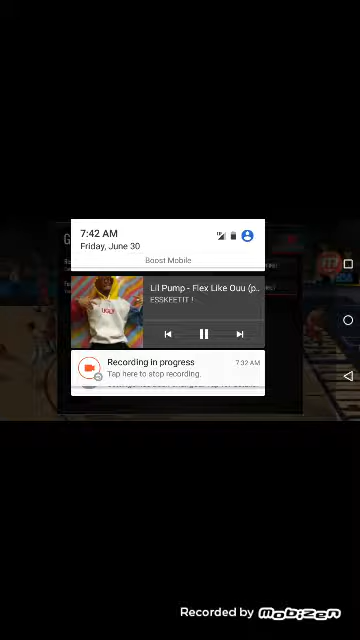 7:42 AM
Friday, June 30
Boost Mobile
Lil Pump - Flex Like Ouu (p..
ESSKEETIT ! -
UGLY
Recording in progress
7:32 AM
Tap here to stop recording.
Recorded by mobizen